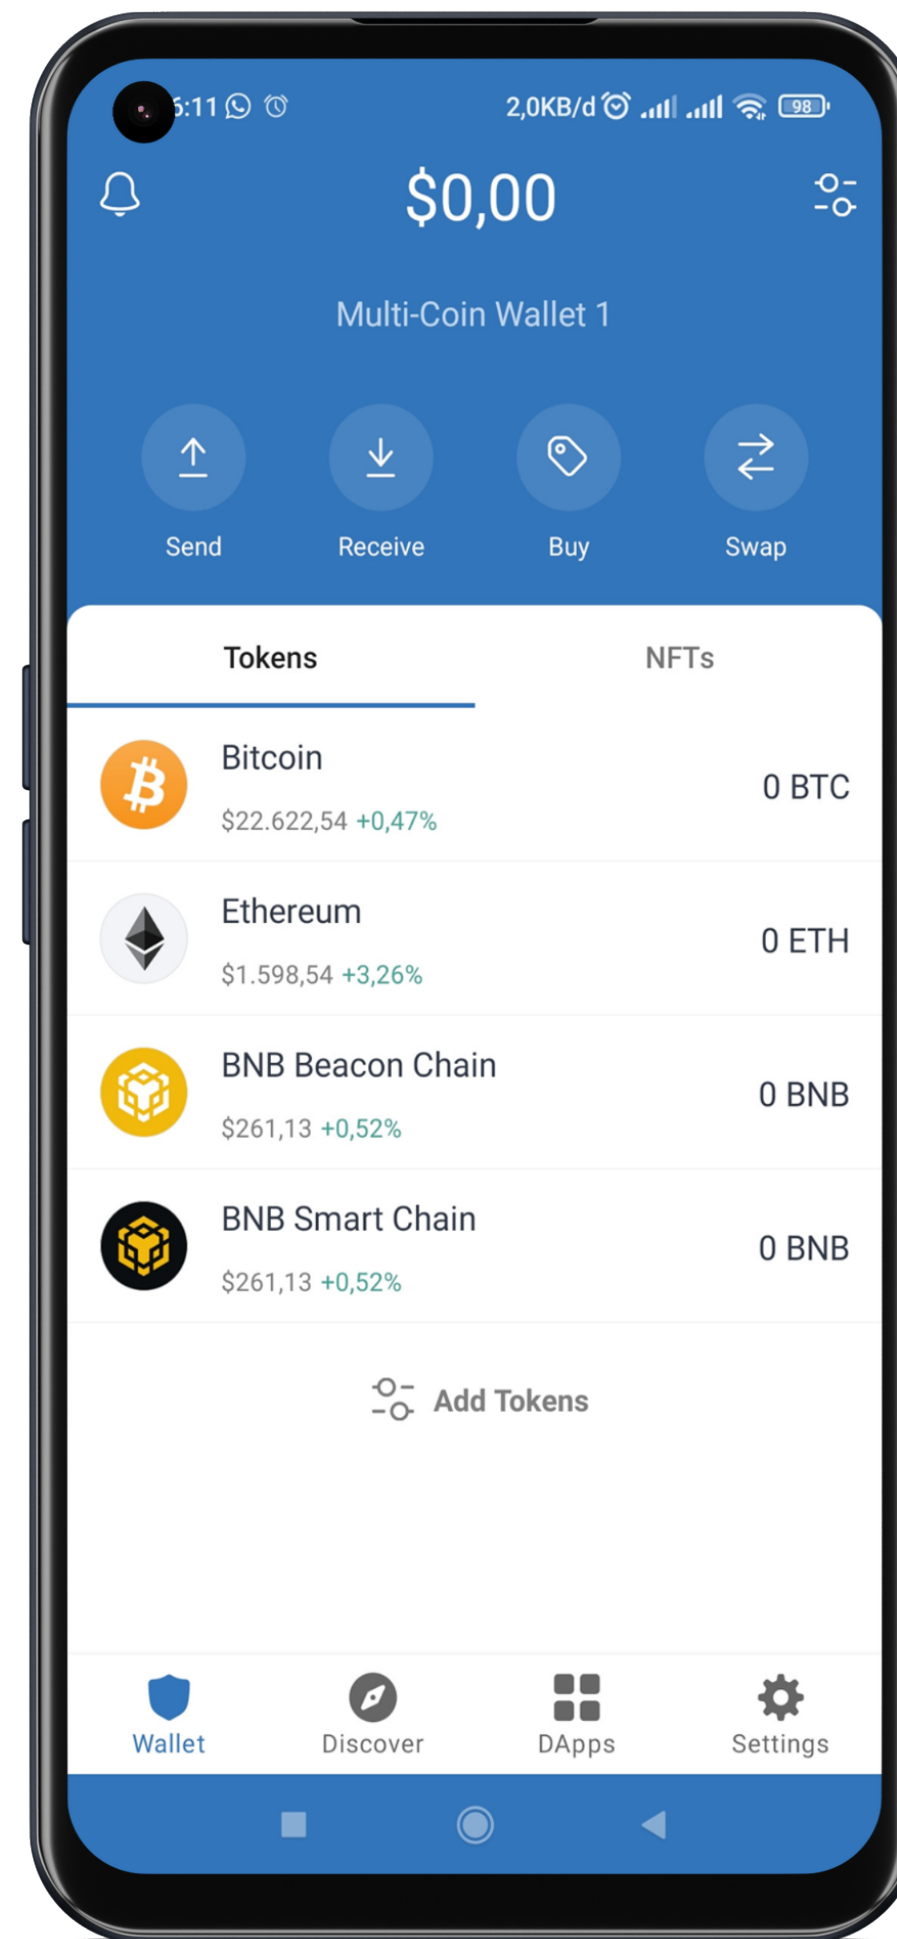 6:11 2,0KB/d 98
$0,00
Multi-Coin Wallet 1
Send Receive Buy Swap
Tokens NFTs
Bitcoin
0 BTC
$22.622,54 +0,47%
Ethereum
0 ETH
$1.598,54 +3,26%
BNB Beacon Chain
0 BNB
$261,13 +0,52%
BNB Smart Chain
0 BNB
$261,13 +0,52%
Add Tokens
Wallet Discover DApps Settings